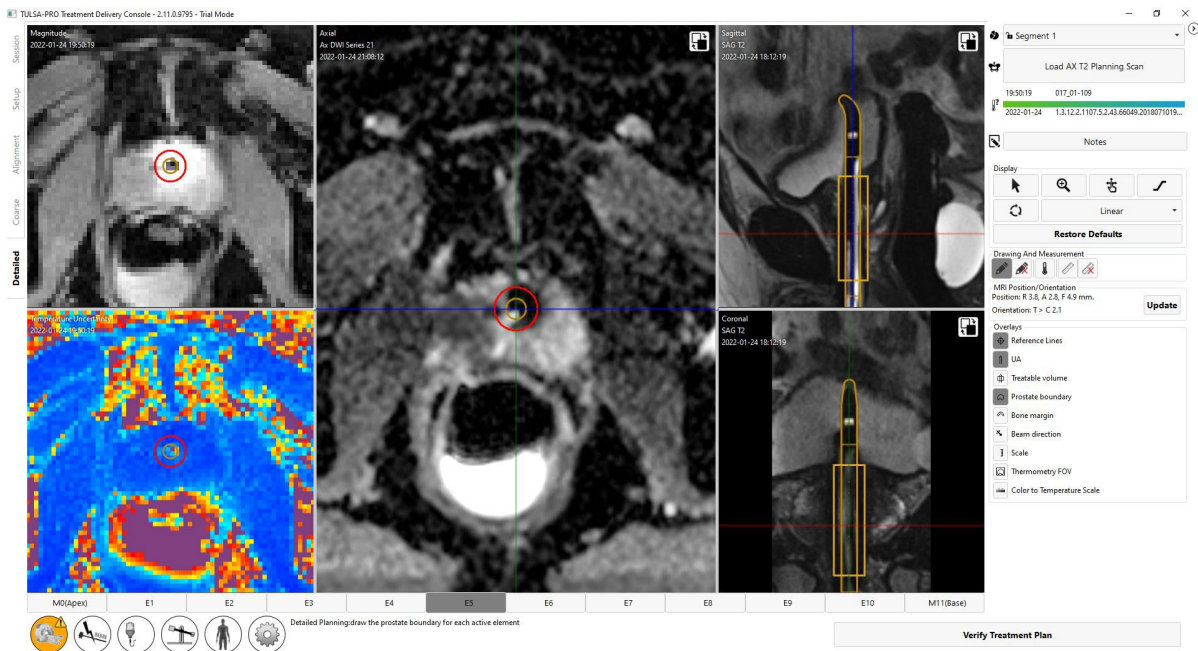 TULSA-PRO Treatment Delivery Console - 2.11.0.9795 - Trial Mode
Session
Setup
Alignment
Coarse
Detailed
Magnitude
2022-01-24 19:50:19
Axial
Ax DWI Series 21
2022-01-24 21:08:12
Sagittal
SAG T2
2022-01-24 18:12:19
Temperature Uncertainty
2022-01-24 19:50:19
Coronal
SAG T2
2022-01-24 18:12:19
Segment 1
Load AX T2 Planning Scan
19:50:19 017_01-109
2022-01-24 1.3.12.2.1107.5.2.43.66049.2018071019...
Notes
Display
Linear
Restore Defaults
Drawing And Measurement
MRI Position/Orientation
Position: R 3.8, A 2.8, F 4.9 mm.
Orientation: T > C 2.1
Update
Overlays
Reference Lines
UA
Treatable volume
Prostate boundary
Bone margin
Beam direction
Scale
Thermometry FOV
Color to Temperature Scale
M0(Apex) E1 E2 E3 E4 E5 E6 E7 E8 E9 E10 M11(Base)
Detailed Planning:draw the prostate boundary for each active element
Verify Treatment Plan